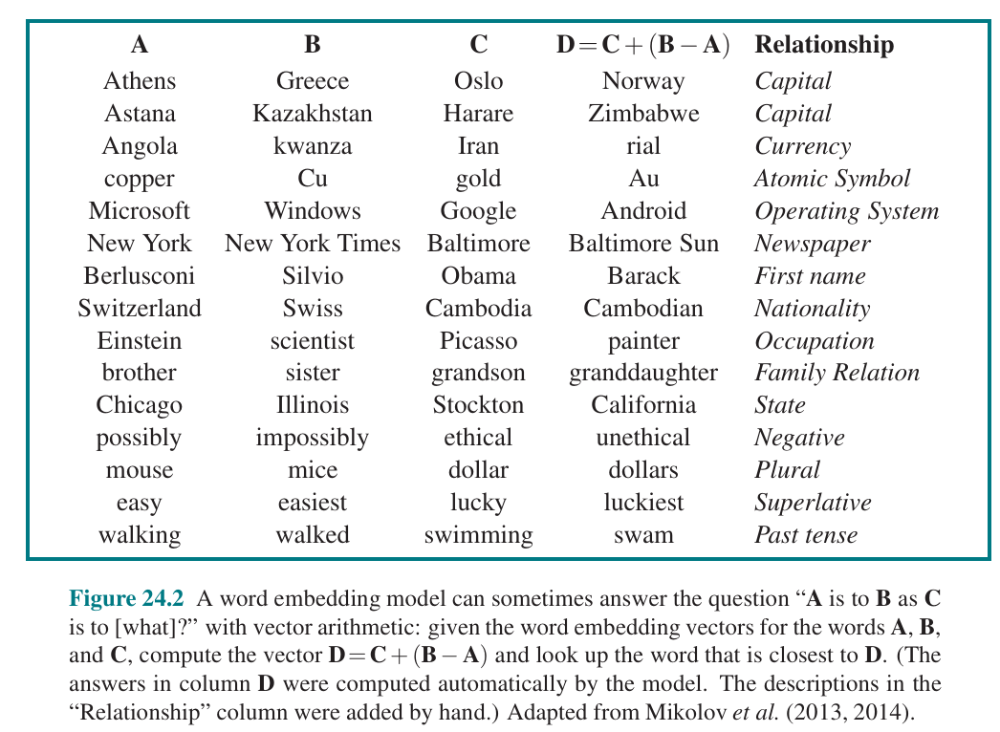 A B C D=C+(B−A) Relationship
Athens Greece Oslo Norway Capital
Astana Kazakhstan Harare Zimbabwe Capital
Angola kwanza Iran rial Currency
copper Cu gold Au Atomic Symbol
Microsoft Windows Google Android Operating System
New York New York Times Baltimore Baltimore Sun Newspaper
Berlusconi Silvio Obama Barack First name
Switzerland Swiss Cambodia Cambodian Nationality
Einstein scientist Picasso painter Occupation
brother sister grandson granddaughter Family Relation
Chicago Illinois Stockton California State
possibly impossibly ethical unethical Negative
mouse mice dollar dollars Plural
easy easiest lucky luckiest Superlative
walking walked swimming swam Past tense
Figure 24.2 A word embedding model can sometimes answer the question “A is to B as C
is to [what]?” with vector arithmetic: given the word embedding vectors for the words A, B,
and C, compute the vector D=C+(B−A) and look up the word that is closest to D. (The
answers in column D were computed automatically by the model. The descriptions in the
“Relationship” column were added by hand.) Adapted from Mikolov et al. (2013, 2014).